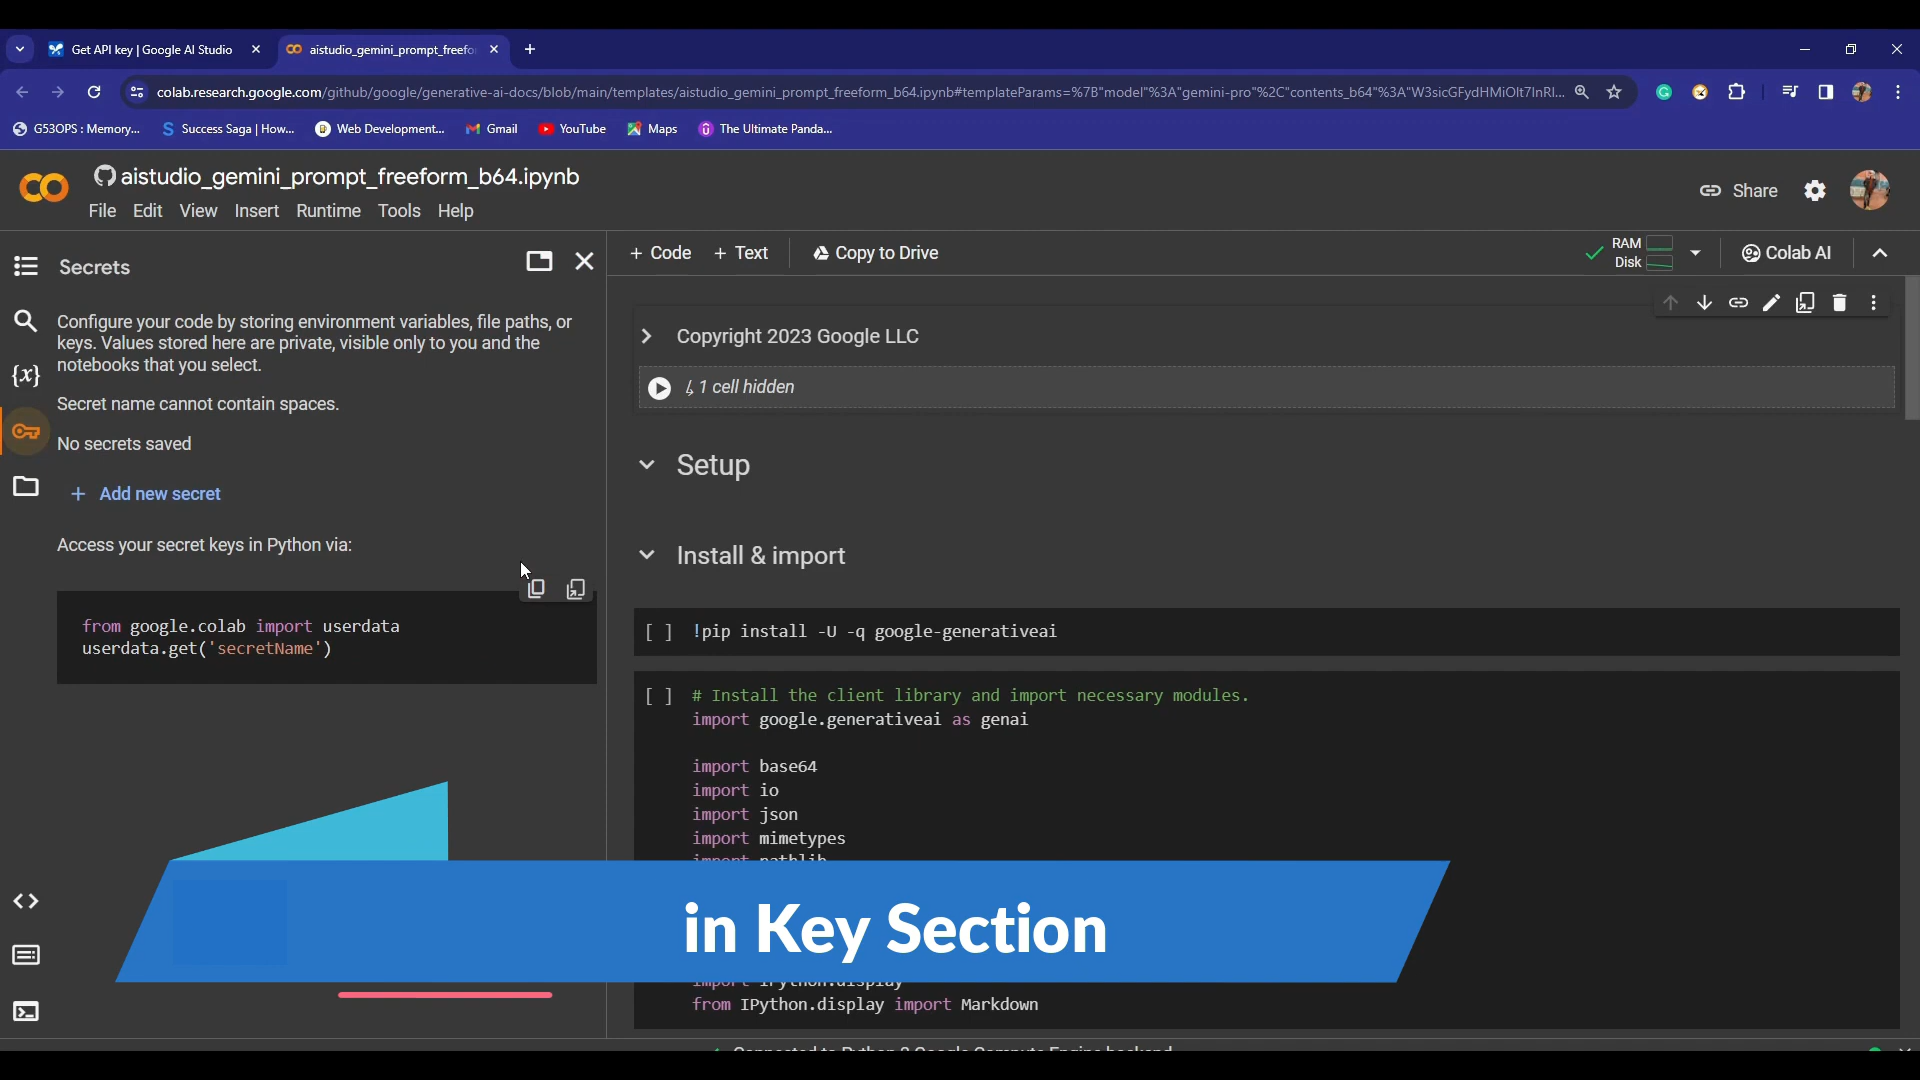 Get API key | Google AI Studio
aistudio_gemini_prompt_freefo
colab.research.google.com/github/google/generative-ai-docs/blob/main/templates/aistudio_gemini_prompt_freeform_b64.ipynb#templateParams=%7B"model"%3A"gemini-pro"%2C"contents_b64"%3A"W3sicGFydHMiOlt7InRl...
G53OPS : Memory...
Success Saga | How...
Web Development...
Gmail
YouTube
Maps
The Ultimate Panda...
aistudio_gemini_prompt_freeform_b64.ipynb
File Edit View Insert Runtime Tools Help
Share
Secrets
+ Code + Text
Copy to Drive
RAM
Disk
Colab AI
Configure your code by storing environment variables, file paths, or
keys. Values stored here are private, visible only to you and the
notebooks that you select.
Secret name cannot contain spaces.
No secrets saved
+ Add new secret
Access your secret keys in Python via:
from google.colab import userdata
userdata.get('secretName')
Copyright 2023 Google LLC
1 cell hidden
Setup
Install & import
[ ] !pip install -U -q google-generativeai
[ ] # Install the client library and import necessary modules.
import google.generativeai as genai
import base64
import io
import json
import mimetypes
import pathlib
in Key Section
import IPython.display
from IPython.display import Markdown